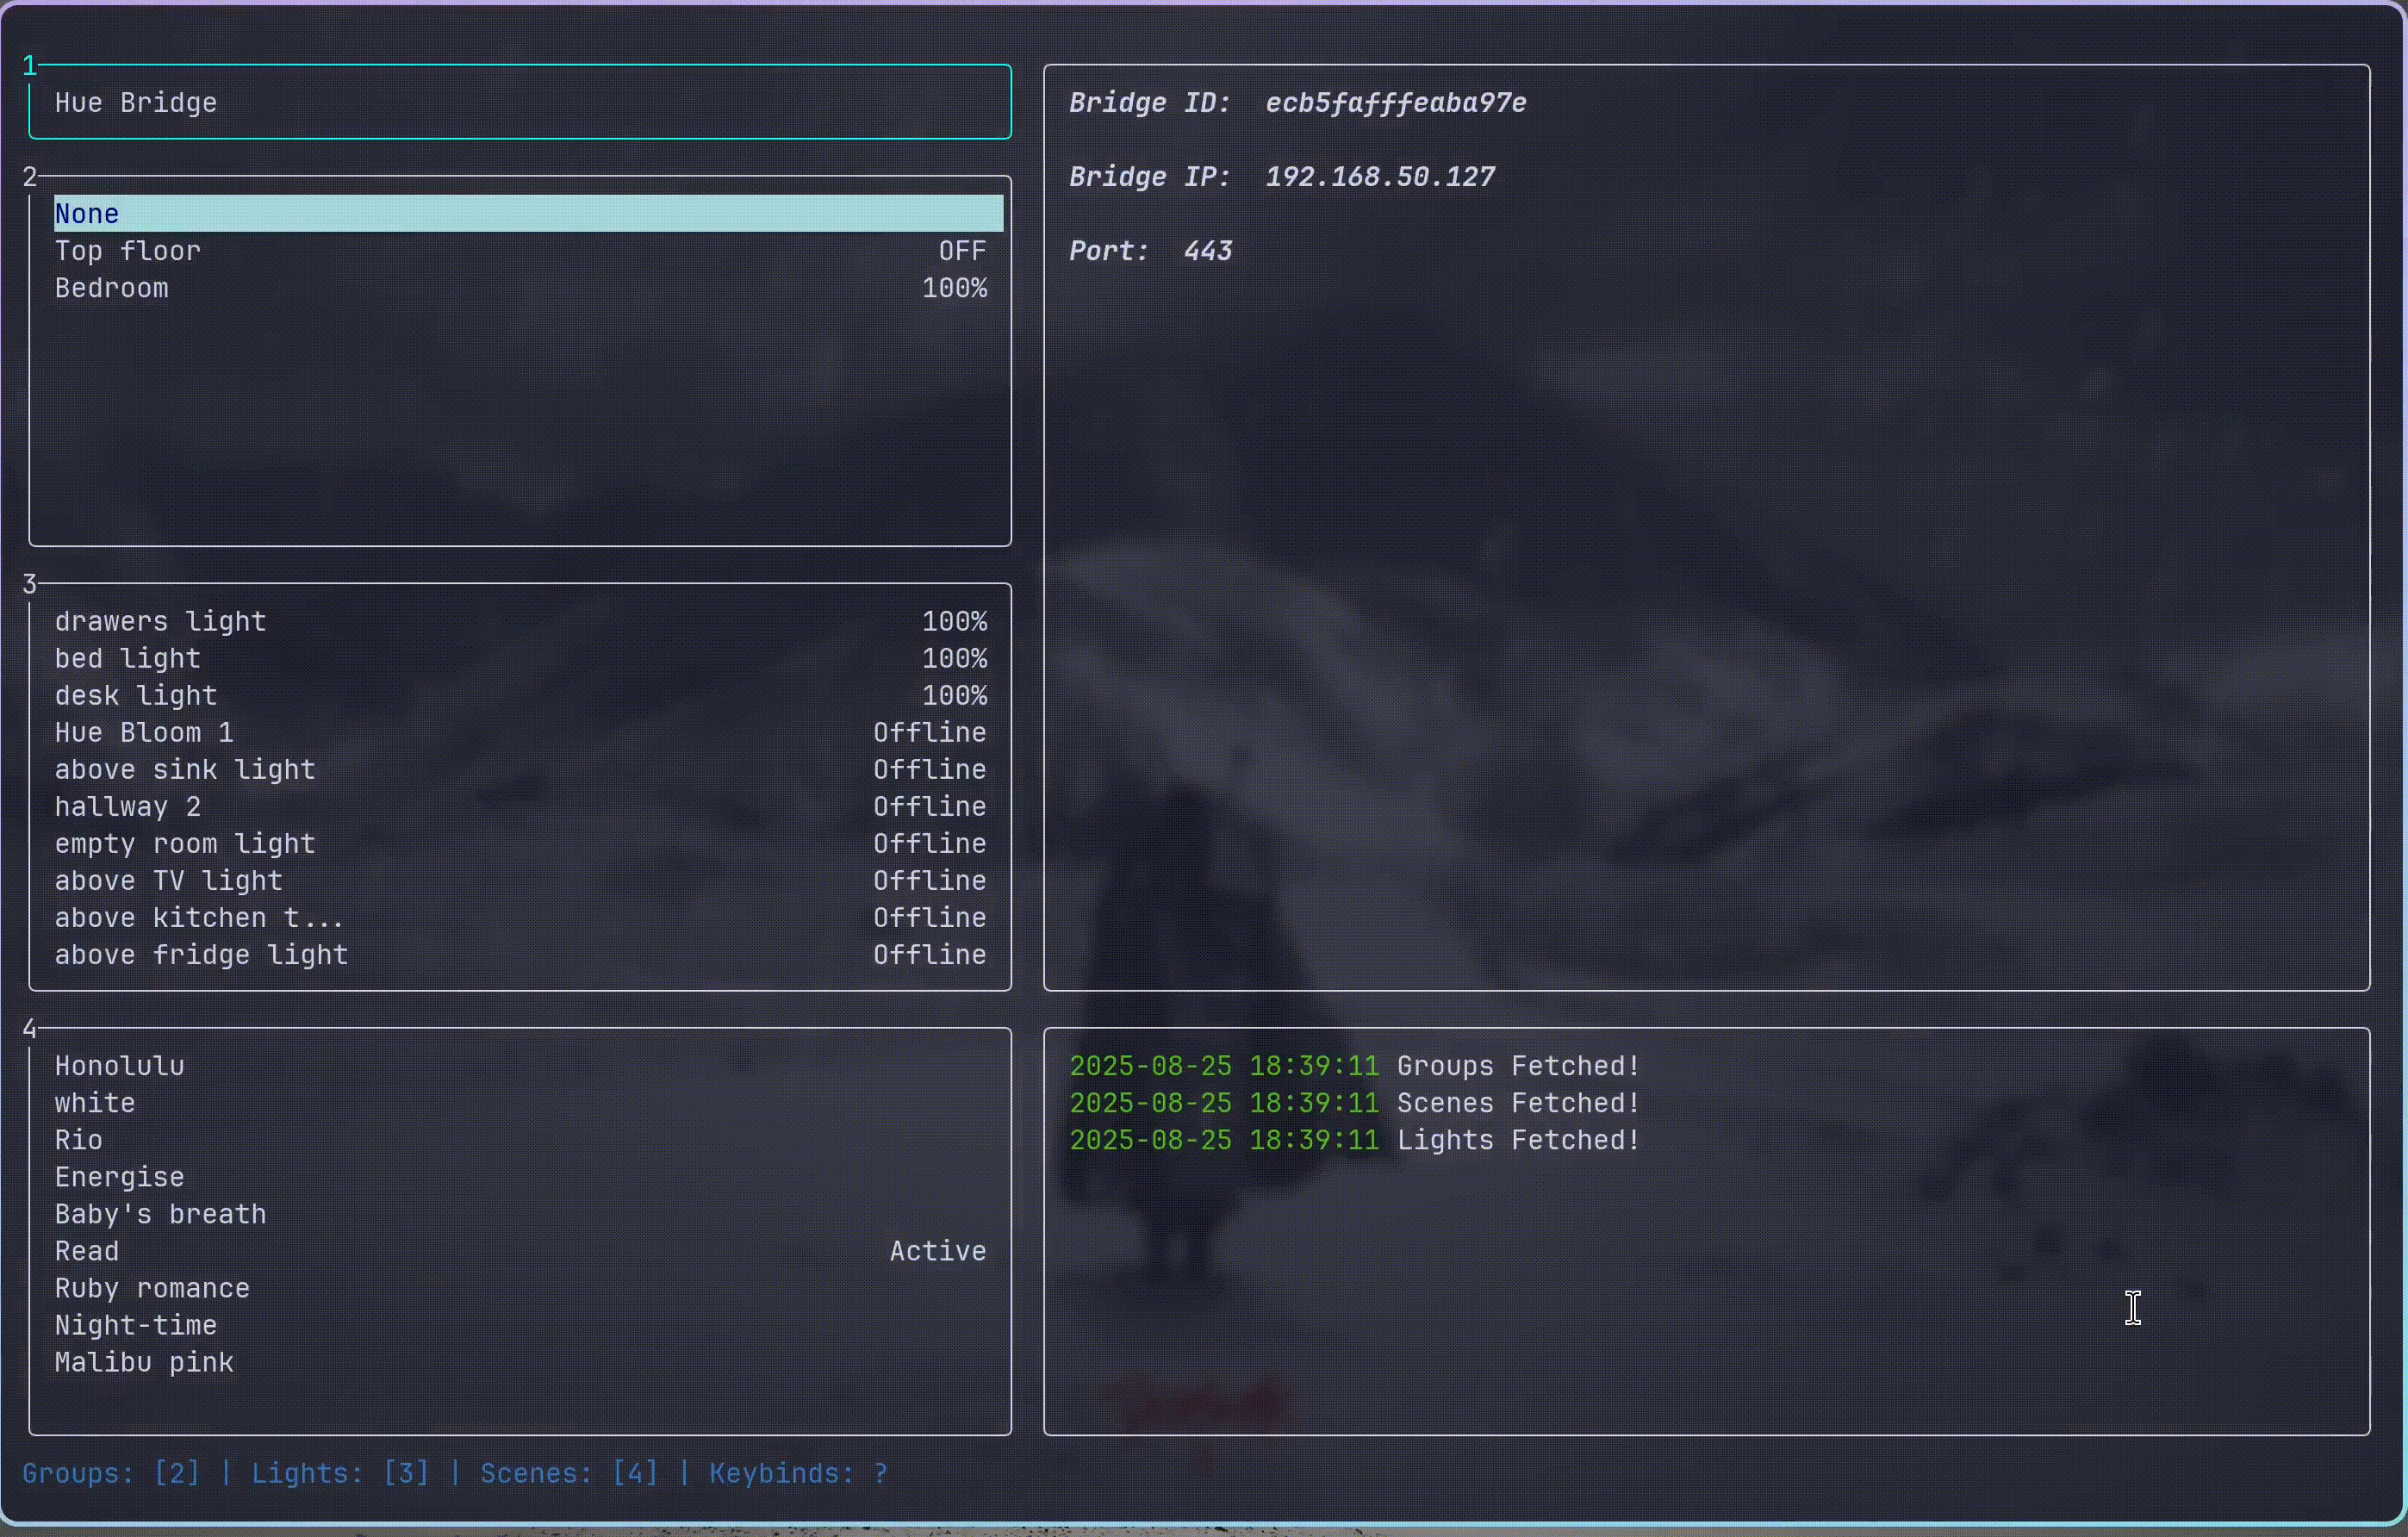 1
Hue Bridge
2
None
Top floor OFF
Bedroom 100%
3
drawers light 100%
bed light 100%
desk light 100%
Hue Bloom 1 Offline
above sink light Offline
hallway 2 Offline
empty room light Offline
above TV light Offline
above kitchen t... Offline
above fridge light Offline
4
Honolulu
white
Rio
Energise
Baby's breath
Read Active
Ruby romance
Night-time
Malibu pink
Bridge ID: ecb5fafffeaba97e
Bridge IP: 192.168.50.127
Port: 443
2025-08-25 18:39:11 Groups Fetched!
2025-08-25 18:39:11 Scenes Fetched!
2025-08-25 18:39:11 Lights Fetched!
Groups: [2] | Lights: [3] | Scenes: [4] | Keybinds: ?